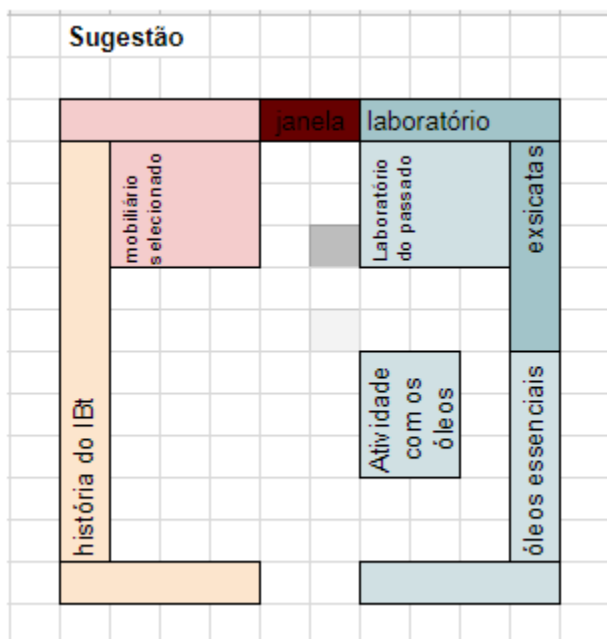 Sugestão
janela
laboratório
mobiliário
selecionado
Laboratório
do passado
exsicatas
Atividade
com os
óleos
história do IBt
óleos essenciais